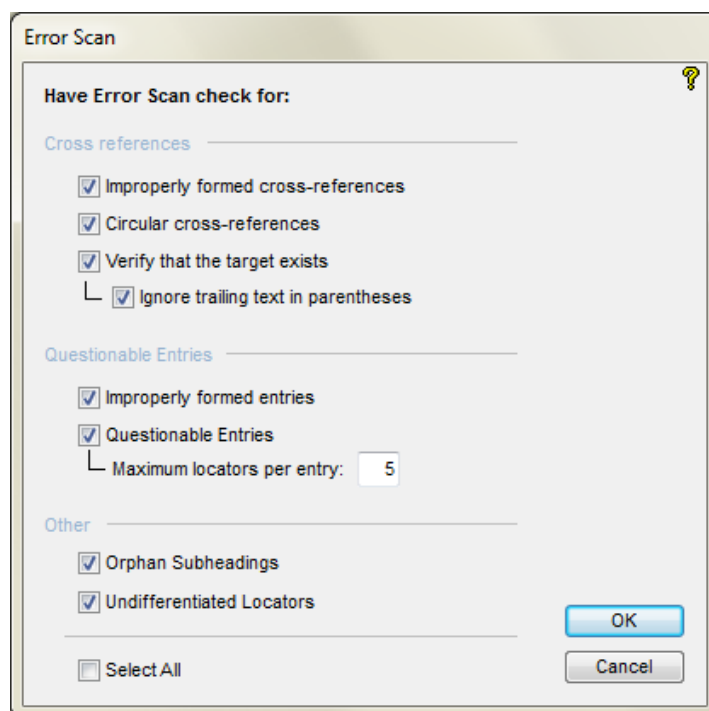 Error Scan
?
Have Error Scan check for:
Cross references
Improperly formed cross-references
Circular cross-references
Verify that the target exists
Ignore trailing text in parentheses
Questionable Entries
Improperly formed entries
Questionable Entries
Maximum locators per entry: 5
Other
Orphan Subheadings
Undifferentiated Locators
OK
Select All
Cancel